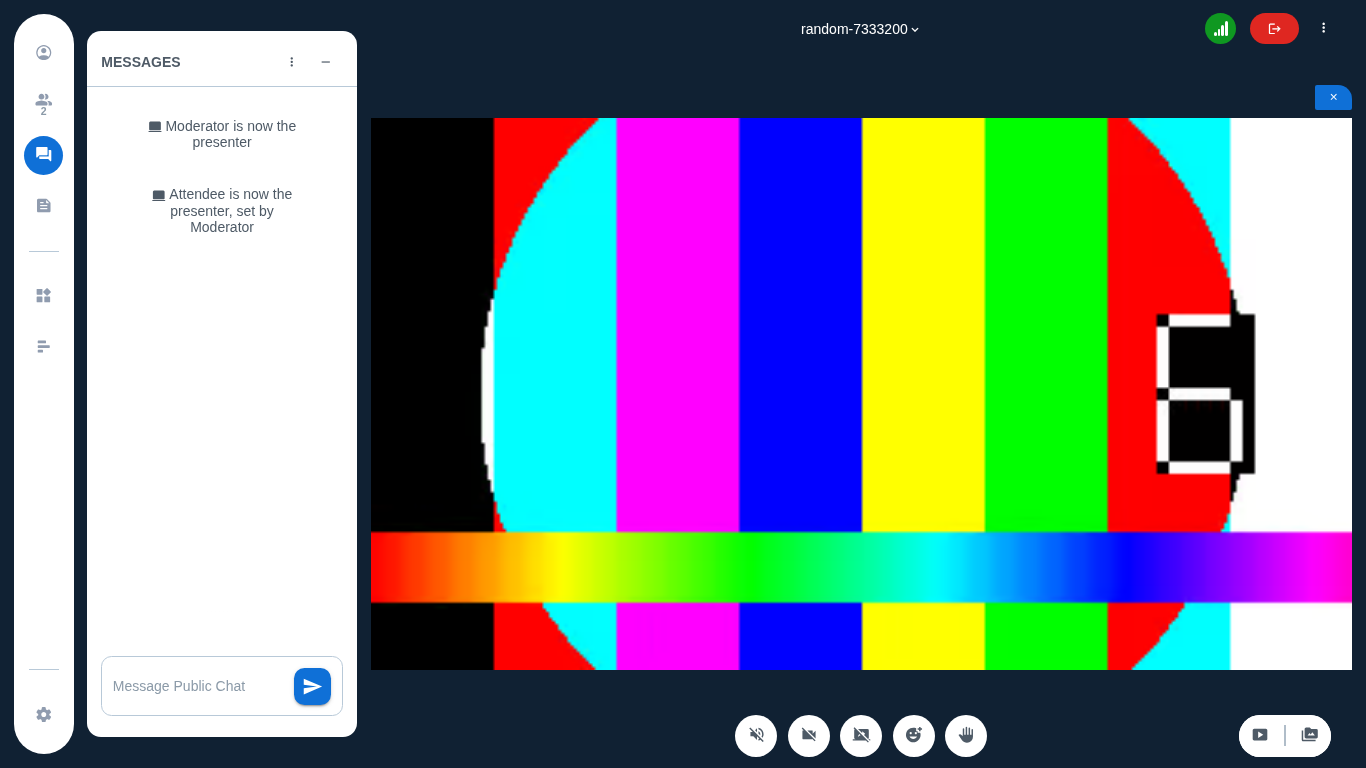 random-7333200
MESSAGES
2
Moderator is now the
presenter
Attendee is now the
presenter, set by
Moderator
6
Message Public Chat